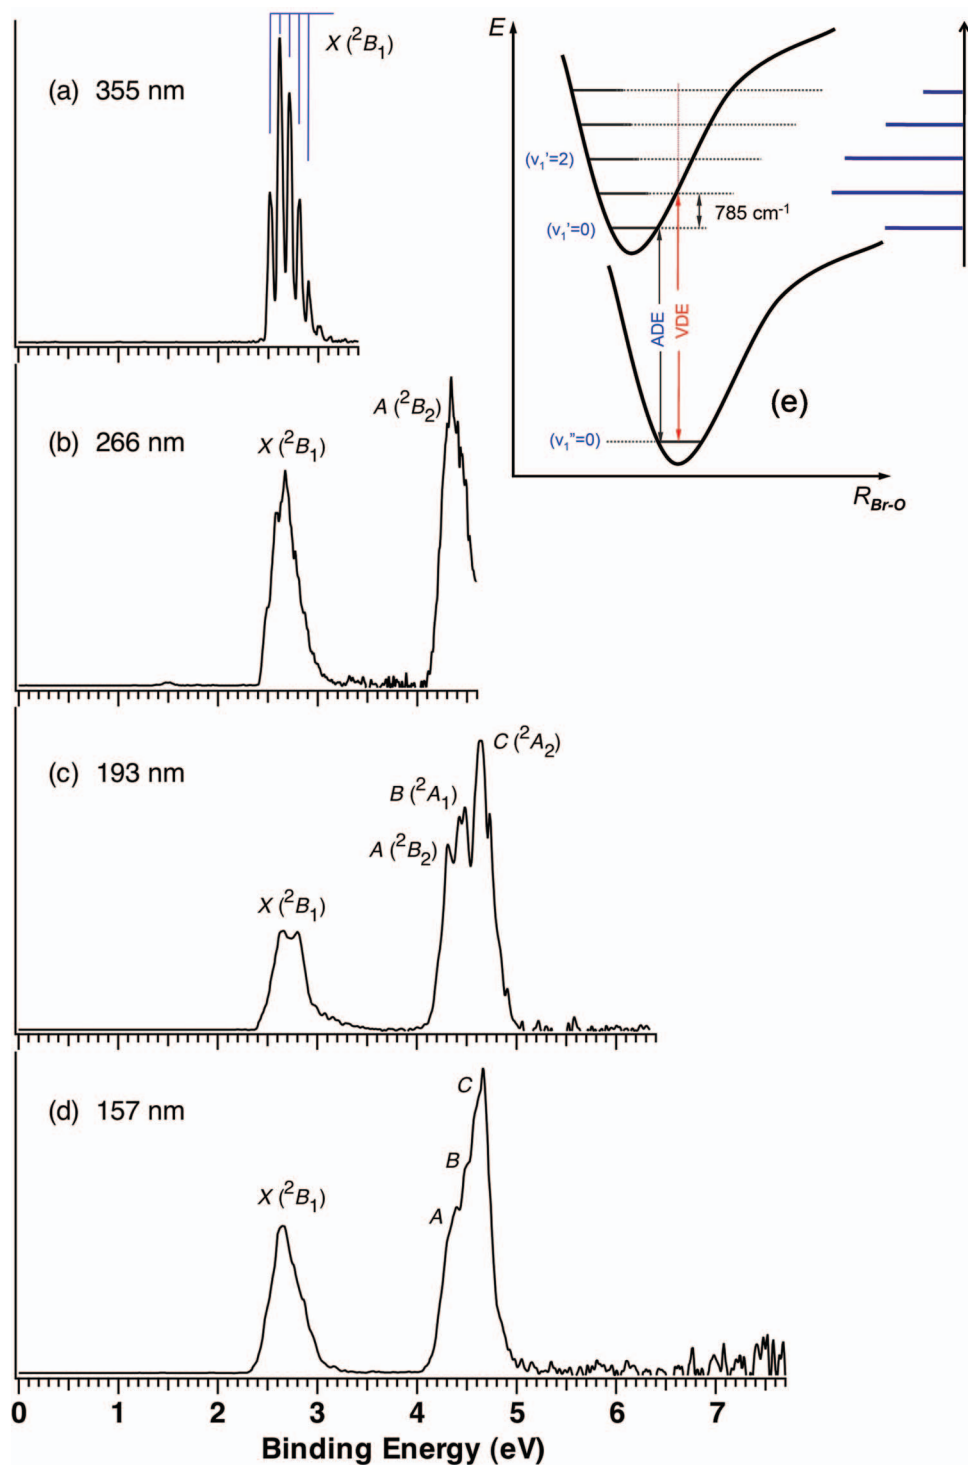 (a) 355 nm
X (²B₁)
(b) 266 nm
X (²B₁)
A (²B₂)
(c) 193 nm
X (²B₁)
A (²B₂)
B (²A₁)
C (²A₂)
(d) 157 nm
X (²B₁)
A
B
C
0 1 2 3 4 5 6 7
Binding Energy (eV)
E
(v₁'=2)
(v₁'=0)
785 cm⁻¹
ADE
VDE
(e)
(v₁"=0)
R_Br-O